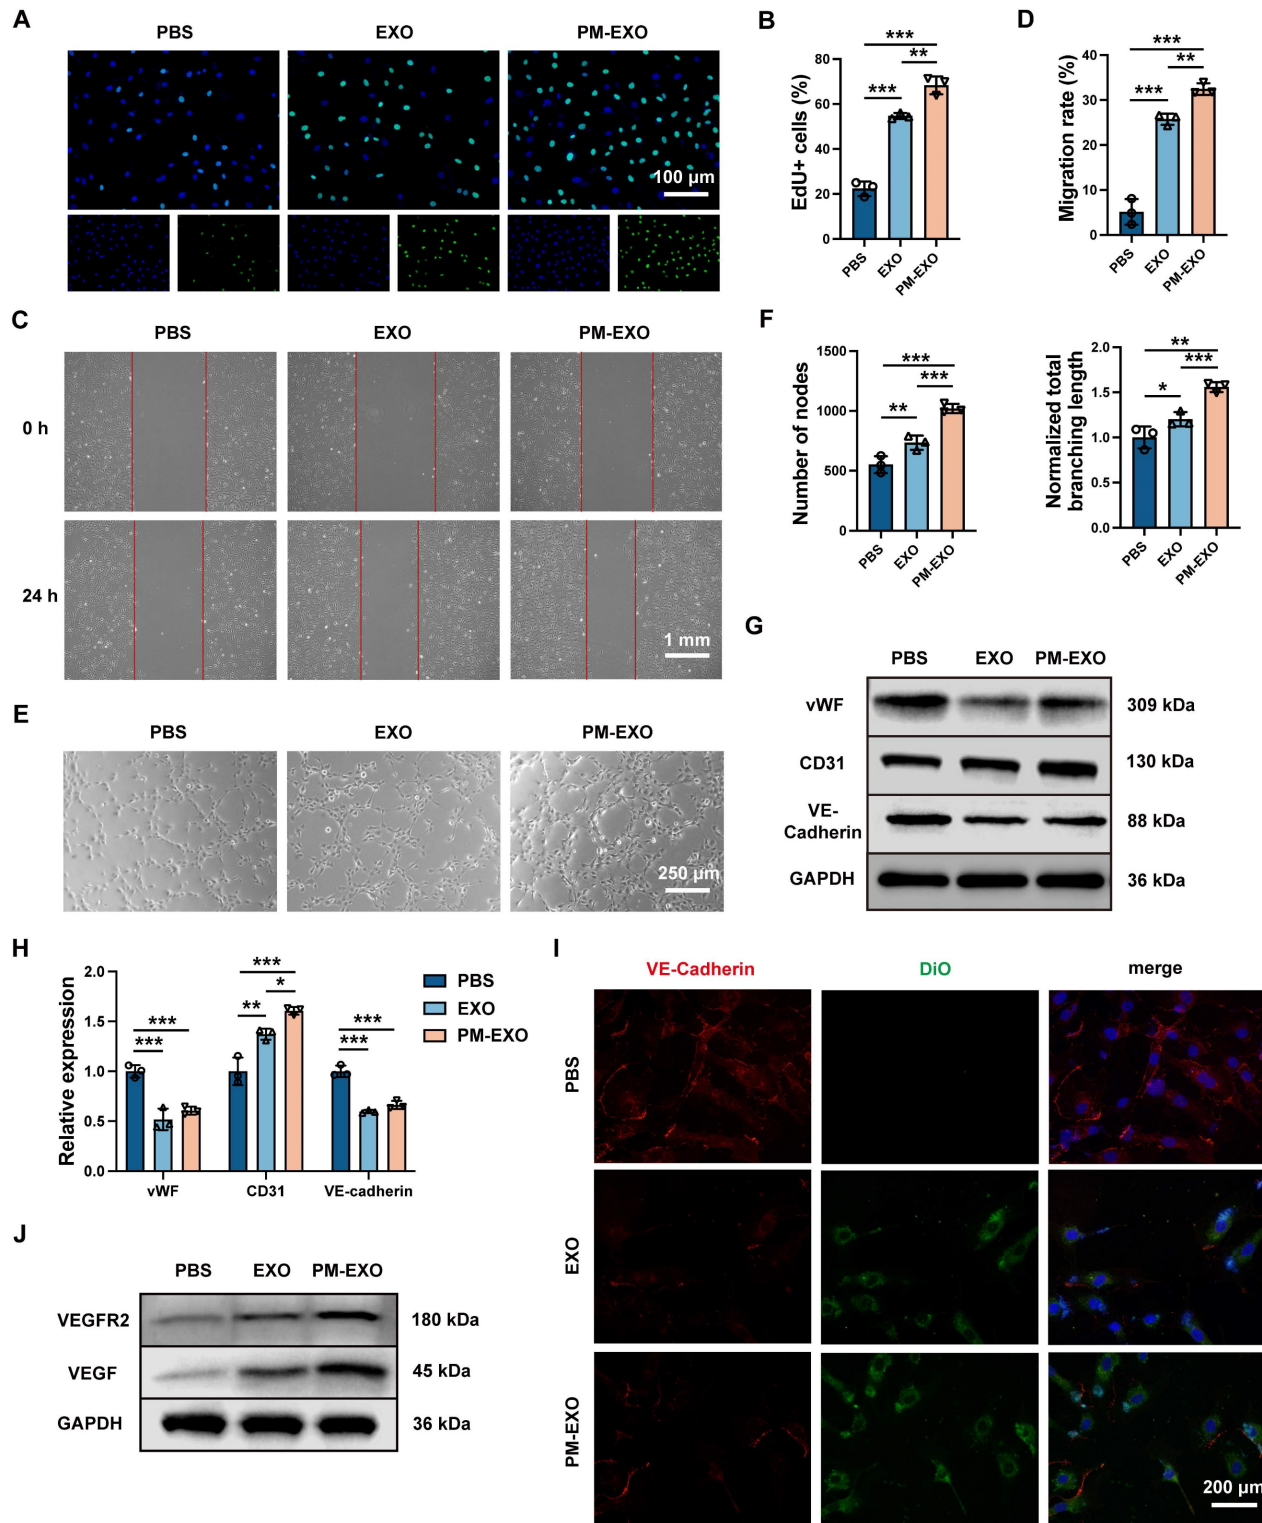 A
PBS
EXO
PM-EXO
100 μm
B
EdU+ cells (%)
80
60
40
20
0
***
**
***
PBS
EXO
PM-EXO
D
Migration rate (%)
40
30
20
10
0
***
**
***
PBS
EXO
PM-EXO
C
PBS
EXO
PM-EXO
0 h
24 h
1 mm
F
Number of nodes
1500
1000
500
0
***
***
**
PBS
EXO
PM-EXO
Normalized total
branching length
2.0
1.5
1.0
0.5
0.0
**
***
*
PBS
EXO
PM-EXO
E
PBS
EXO
PM-EXO
250 μm
G
PBS
EXO
PM-EXO
vWF
309 kDa
CD31
130 kDa
VE-
Cadherin
88 kDa
GAPDH
36 kDa
H
Relative expression
2.0
1.5
1.0
0.5
0.0
***
***
***
*
**
***
***
vWF
CD31
VE-cadherin
PBS
EXO
PM-EXO
I
VE-Cadherin
DiO
merge
PBS
EXO
PM-EXO
200 μm
J
PBS
EXO
PM-EXO
VEGFR2
180 kDa
VEGF
45 kDa
GAPDH
36 kDa